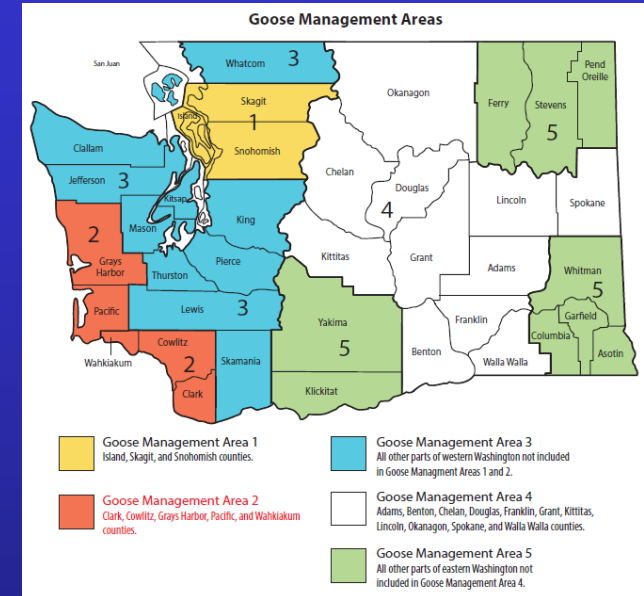 Goose Management Areas
San Juan
Whatcom
3
Skagit
Island
1
Snohomish
Okanagon
Ferry
Stevens
5
Pend
Oreille
Clallam
Jefferson
3
Kitsap
Mason
King
Chelan
Douglas
4
Lincoln
Spokane
2
Grays
Harbor
Thurston
Pierce
Kittitas
Grant
Adams
Whitman
5
Pacific
Lewis
3
Yakima
5
Franklin
Garfield
Columbia
Asotin
Wahkiakum
Cowlitz
2
Clark
Skamania
Klickitat
Benton
Walla Walla
Goose Management Area 1
Island, Skagit, and Snohomish counties.
Goose Management Area 2
Clark, Cowlitz, Grays Harbor, Pacific, and Wahkiakum
counties.
Goose Management Area 3
All other parts of western Washington not included
in Goose Managment Areas 1 and 2.
Goose Management Area 4
Adams, Benton, Chelan, Douglas, Franklin, Grant, Kittitas,
Lincoln, Okanagon, Spokane, and Walla Walla counties.
Goose Management Area 5
All other parts of eastern Washington not
included in Goose Management Area 4.